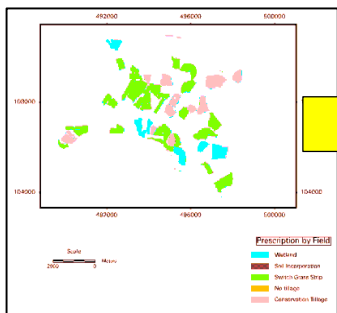 492000 496000 500000
108000 108000
104000 104000
492000 496000 500000
Scale
2000 0 Meters
Prescription by Field
Wetland
Soil Incorporation
Switch Grass Strip
No tillage
Conservation Tillage